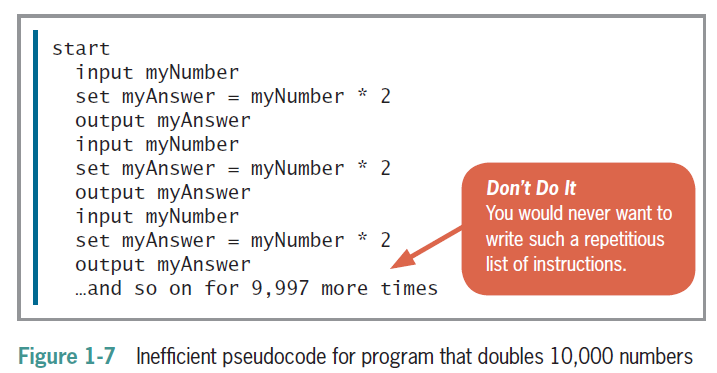 start
input myNumber
set myAnswer = myNumber * 2
output myAnswer
input myNumber
set myAnswer = myNumber * 2
output myAnswer
input myNumber
set myAnswer = myNumber * 2
output myAnswer
…and so on for 9,997 more times
Don't Do It
You would never want to
write such a repetitious
list of instructions.
Figure 1-7 Inefficient pseudocode for program that doubles 10,000 numbers